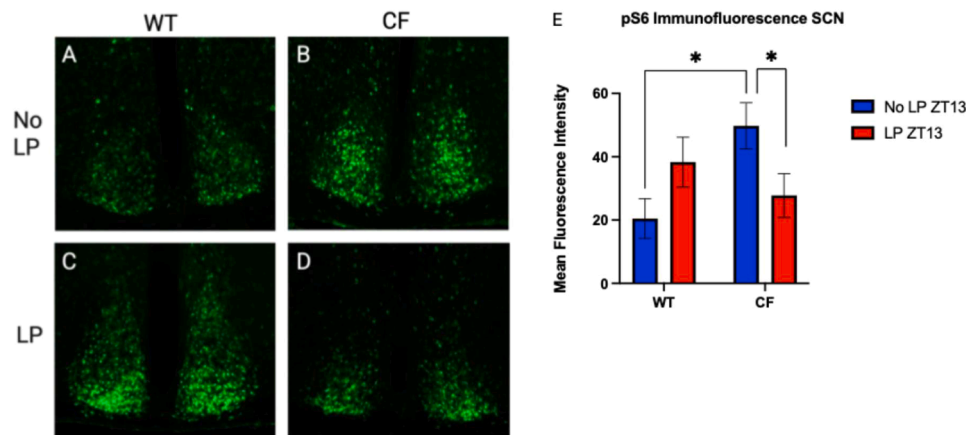 WT
CF
No
LP
LP
A
B
C
D
E
pS6 Immunofluorescence SCN
*
*
Mean Fluorescence Intensity
60
40
20
0
WT
CF
No LP ZT13
LP ZT13